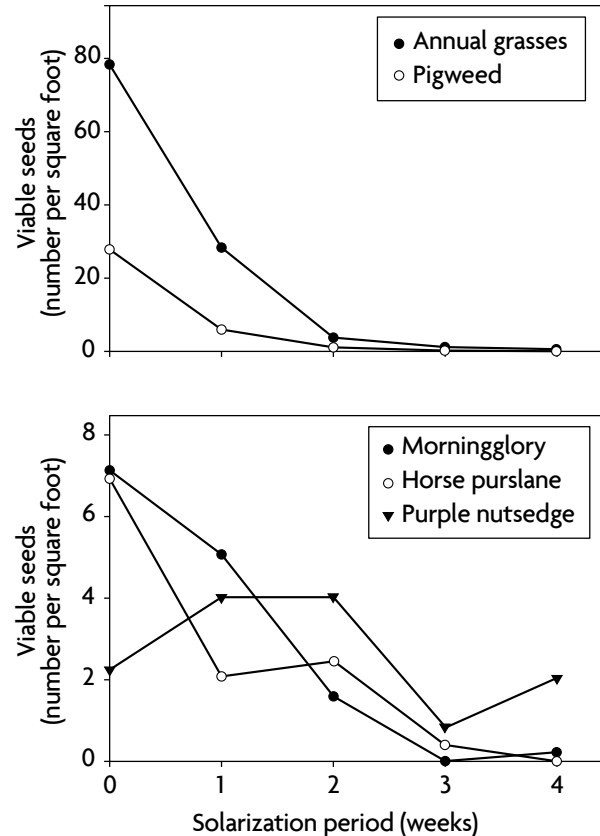 Viable seeds
(number per square foot)
80
60
40
20
0
Annual grasses
Pigweed
Viable seeds
(number per square foot)
8
6
4
2
0
Morningglory
Horse purslane
Purple nutsedge
0 1 2 3 4
Solarization period (weeks)